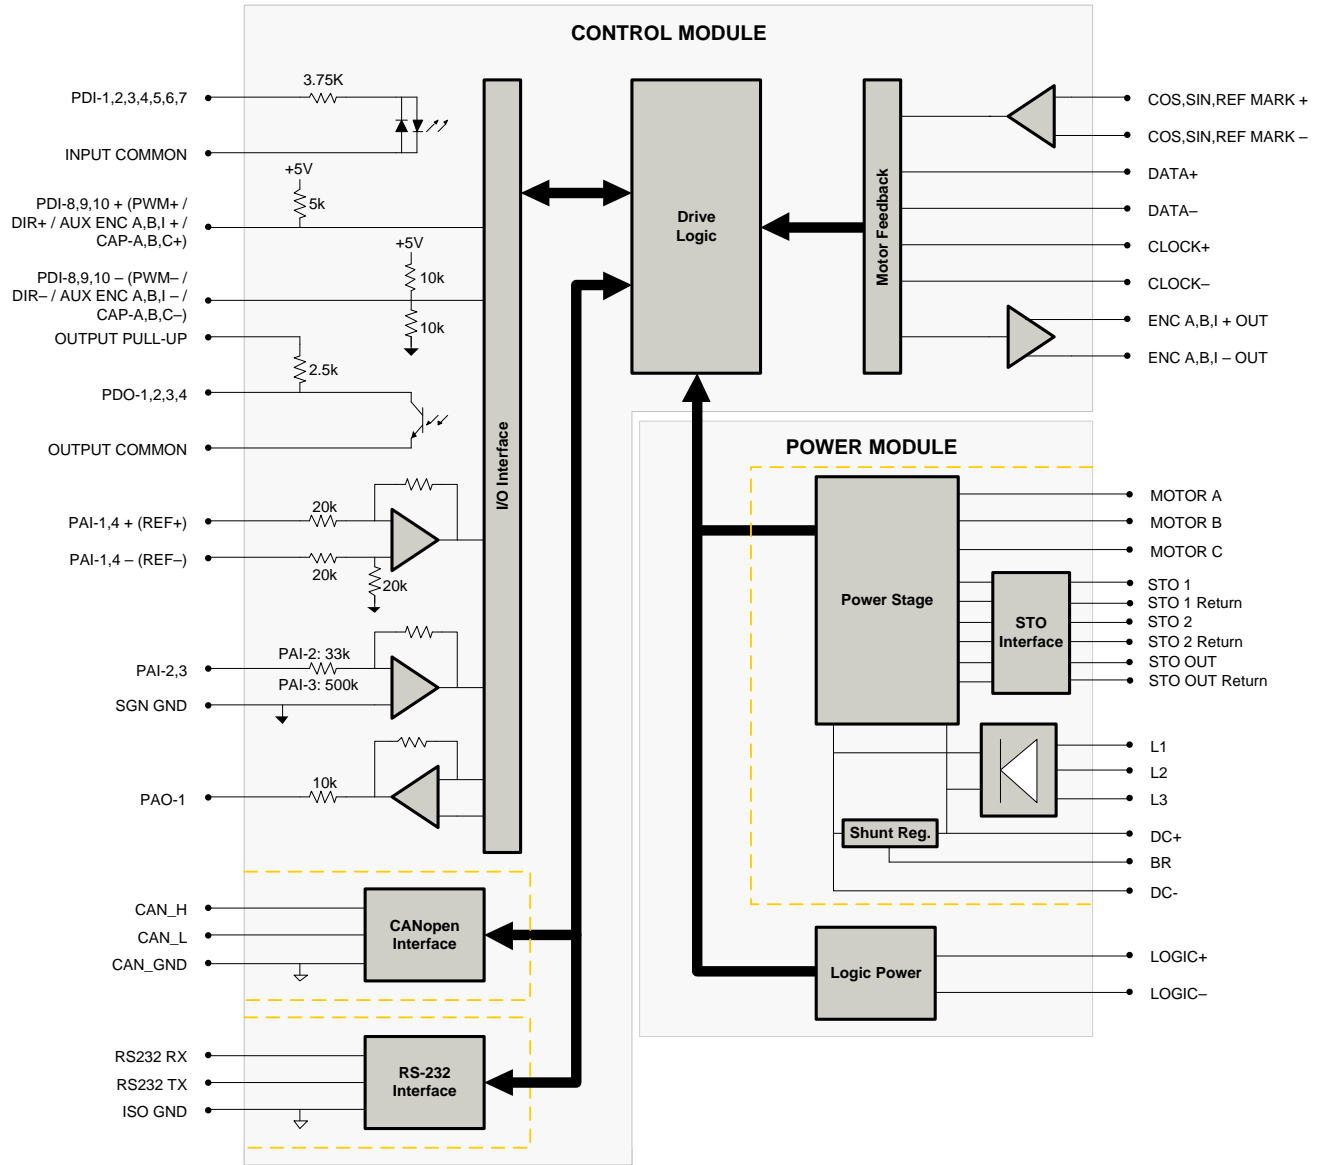 CONTROL MODULE
3.75K
PDI-1,2,3,4,5,6,7
INPUT COMMON
+5V
5k
PDI-8,9,10 + (PWM+ /
DIR+ / AUX ENC A,B,I + /
CAP-A,B,C+)
+5V
10k
PDI-8,9,10 – (PWM– /
DIR– / AUX ENC A,B,I – /
CAP-A,B,C–)
10k
OUTPUT PULL-UP
2.5k
PDO-1,2,3,4
OUTPUT COMMON
20k
PAI-1,4 + (REF+)
PAI-1,4 – (REF–)
20k
20k
PAI-2: 33k
PAI-2,3
PAI-3: 500k
SGN GND
10k
PAO-1
I/O Interface
CAN_H
CAN_L
CAN_GND
CANopen
Interface
RS232 RX
RS232 TX
ISO GND
RS-232
Interface
Drive
Logic
Motor Feedback
COS,SIN,REF MARK +
COS,SIN,REF MARK –
DATA+
DATA–
CLOCK+
CLOCK–
ENC A,B,I + OUT
ENC A,B,I – OUT
POWER MODULE
Power Stage
MOTOR A
MOTOR B
MOTOR C
STO
Interface
STO 1
STO 1 Return
STO 2
STO 2 Return
STO OUT
STO OUT Return
L1
L2
L3
Shunt Reg.
DC+
BR
DC-
Logic Power
LOGIC+
LOGIC–